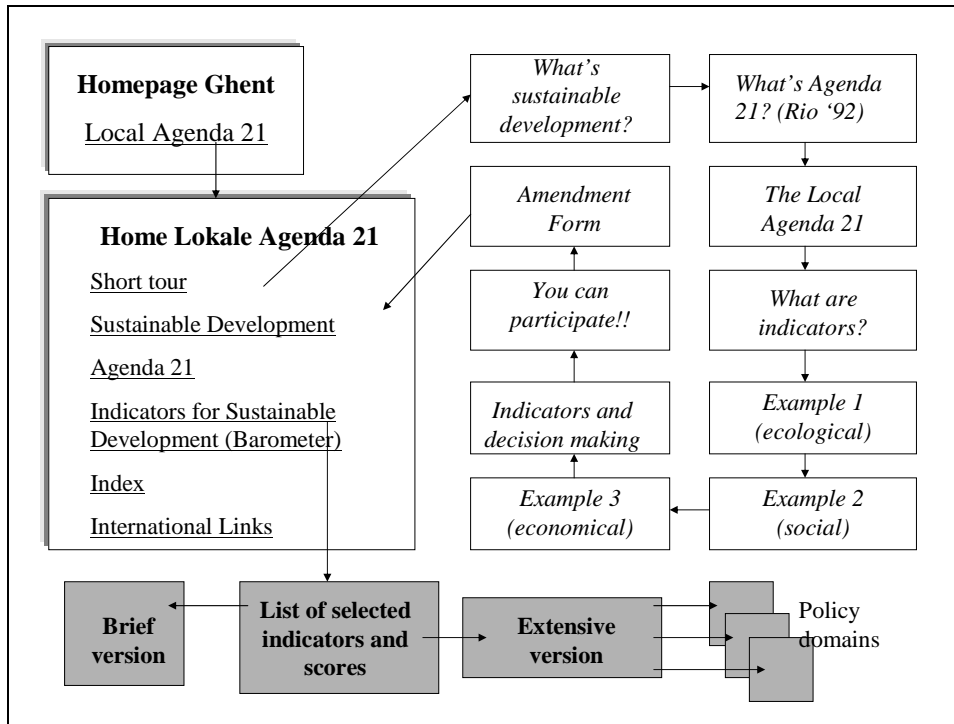 Homepage Ghent
Local Agenda 21
Home Lokale Agenda 21
Short tour
Sustainable Development
Agenda 21
Indicators for Sustainable
Development (Barometer)
Index
International Links
What's
sustainable
development?
What's Agenda
21? (Rio ‘92)
The Local
Agenda 21
What are
indicators?
Example 1
(ecological)
Example 2
(social)
Example 3
(economical)
Indicators and
decision making
You can
participate!!
Amendment
Form
Brief
version
List of selected
indicators and
scores
Extensive
version
Policy
domains